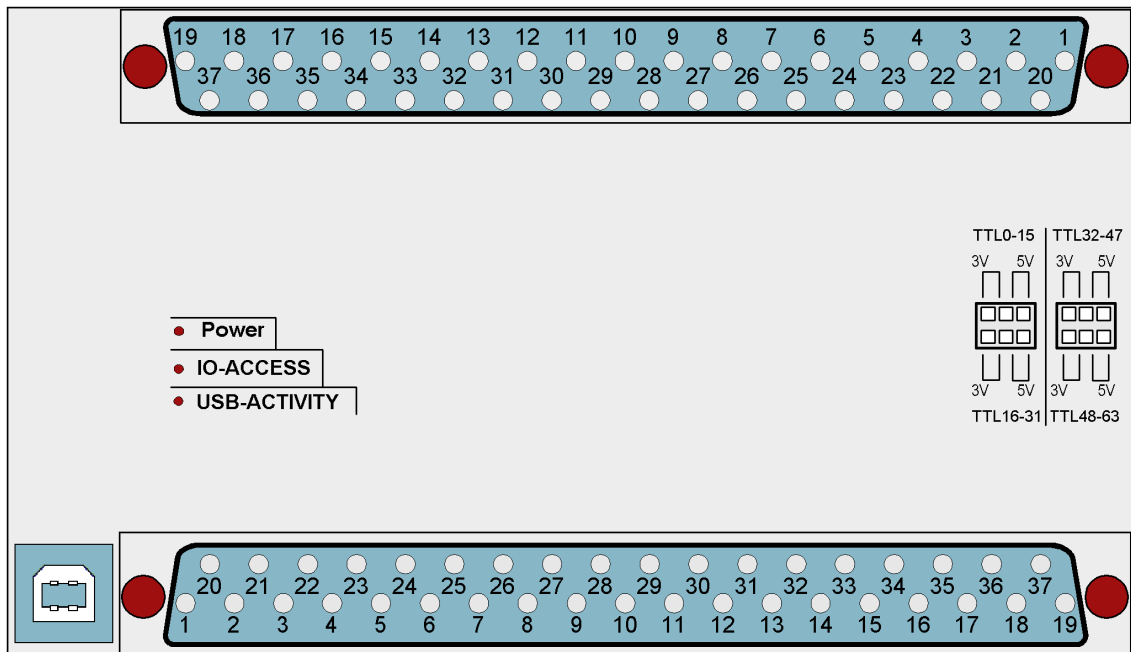 19 18 17 16 15 14 13 12 11 10 9 8 7 6 5 4 3 2 1
37 36 35 34 33 32 31 30 29 28 27 26 25 24 23 22 21 20
TTL0-15 TTL32-47
3V 5V 3V 5V
Power
IO-ACCESS
USB-ACTIVITY
3V 5V 3V 5V
TTL16-31 TTL48-63
20 21 22 23 24 25 26 27 28 29 30 31 32 33 34 35 36 37
1 2 3 4 5 6 7 8 9 10 11 12 13 14 15 16 17 18 19